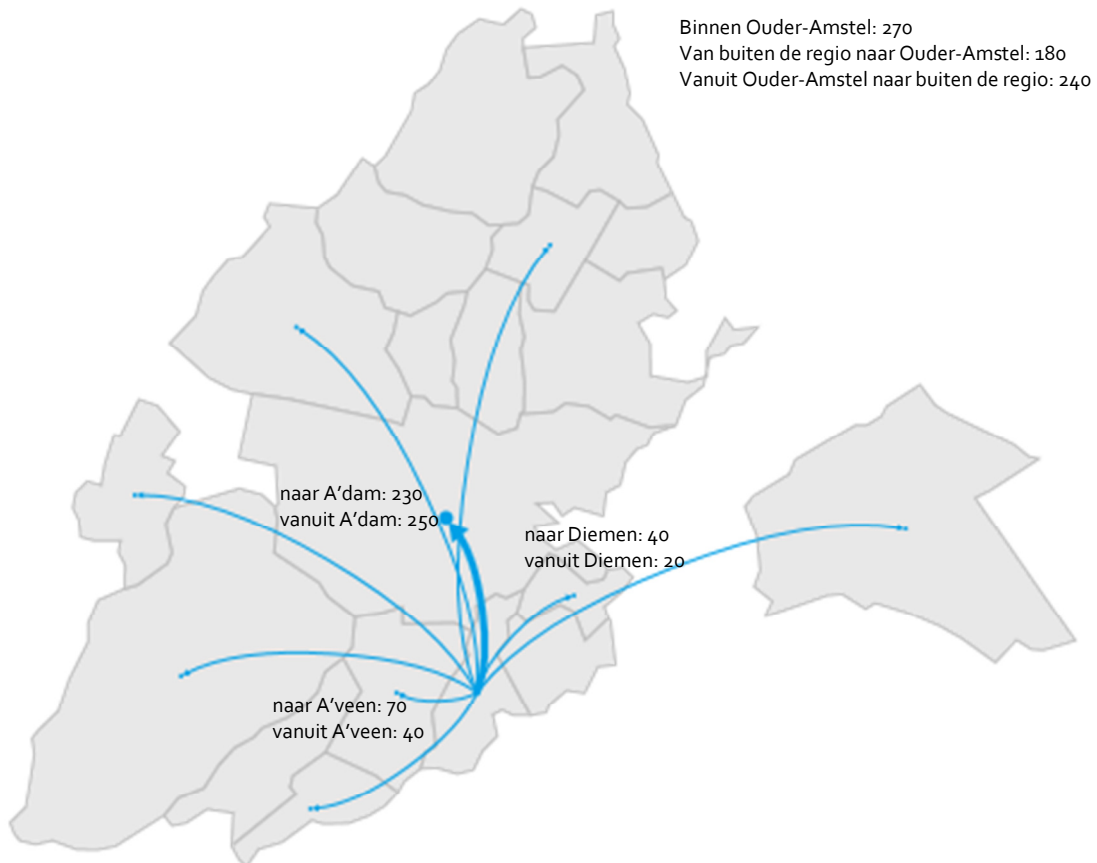 Binnen Ouder-Amstel: 270
Van buiten de regio naar Ouder-Amstel: 180
Vanuit Ouder-Amstel naar buiten de regio: 240
naar A'dam: 230
vanuit A'dam: 250
naar Diemen: 40
vanuit Diemen: 20
naar A'veen: 70
vanuit A'veen: 40